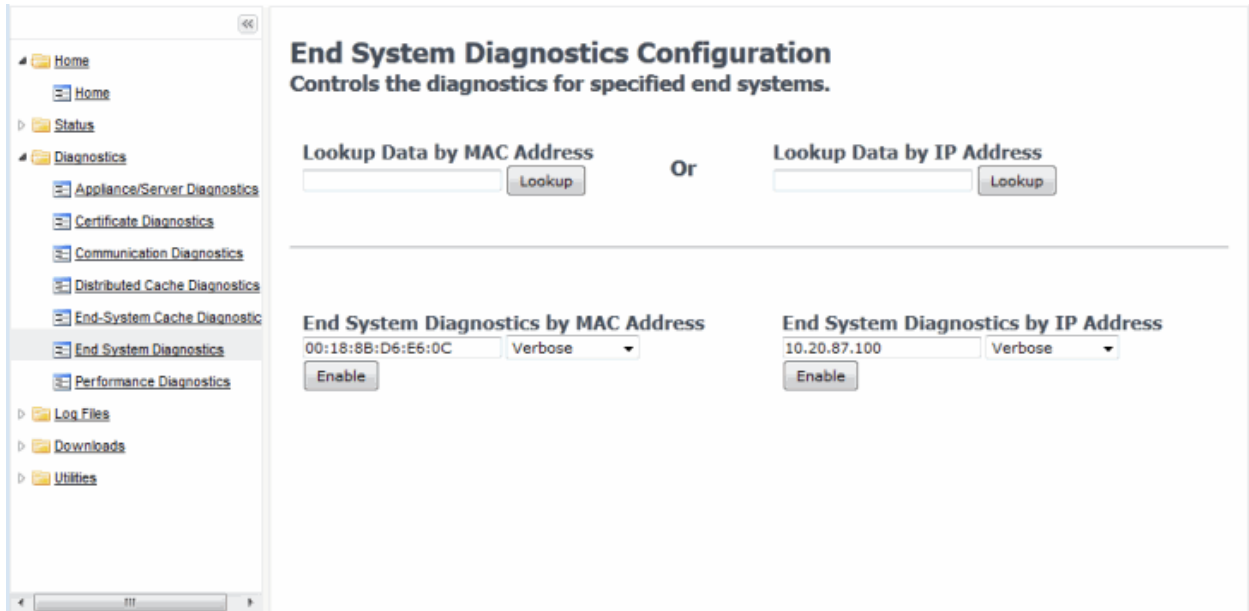 Home
Home
Status
Diagnostics
Appliance/Server Diagnostics
Certificate Diagnostics
Communication Diagnostics
Distributed Cache Diagnostics
End-System Cache Diagnostic
End System Diagnostics
Performance Diagnostics
Log Files
Downloads
Utilities
End System Diagnostics Configuration
Controls the diagnostics for specified end systems.
Lookup Data by MAC Address
Lookup
Or
Lookup Data by IP Address
Lookup
End System Diagnostics by MAC Address
00:18:8B:D6:E6:0C Verbose
Enable
End System Diagnostics by IP Address
10.20.87.100 Verbose
Enable